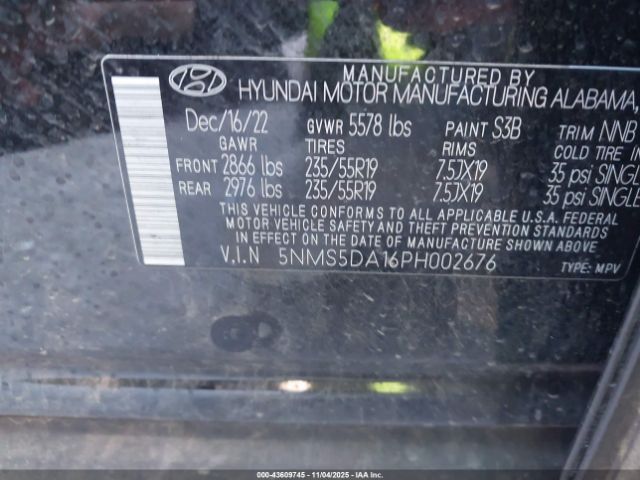 MANUFACTURED BY
HYUNDAI MOTOR MANUFACTURING ALABAMA
Dec/16/22 GVWR 5578 lbs PAINT S3B TRIM NNB
GAWR TIRES RIMS COLD TIRE IN
FRONT 2866 lbs 235/55R19 7.5JX19 35 psi SINGLE
REAR 2976 lbs 235/55R19 7.5JX19 35 psi SINGLE
THIS VEHICLE CONFORMS TO ALL APPLICABLE U.S.A. FEDERAL
MOTOR VEHICLE SAFETY AND THEFT PREVENTION STANDARDS
IN EFFECT ON THE DATE OF MANUFACTURE SHOWN ABOVE.
V.I.N 5NMS5DA16PH002676 TYPE: MPV
000-43609745 - 11/04/2025 - IAA Inc.